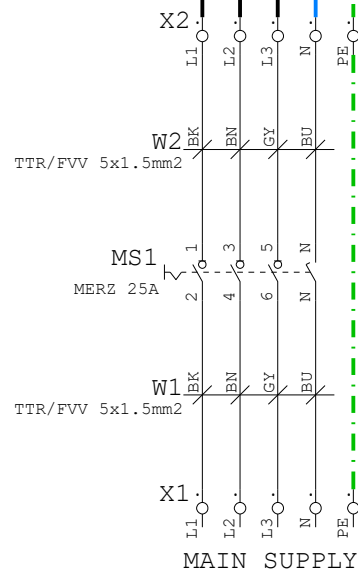 X2
L1 L2 L3 N PE
W2 BK BN GY BU
TTR/FVV 5x1.5mm2
1 3 5 N
MS1
MERZ 25A
2 4 6 N
W1 BK BN GY BU
TTR/FVV 5x1.5mm2
X1
L1 L2 L3 N PE
MAIN SUPPLY